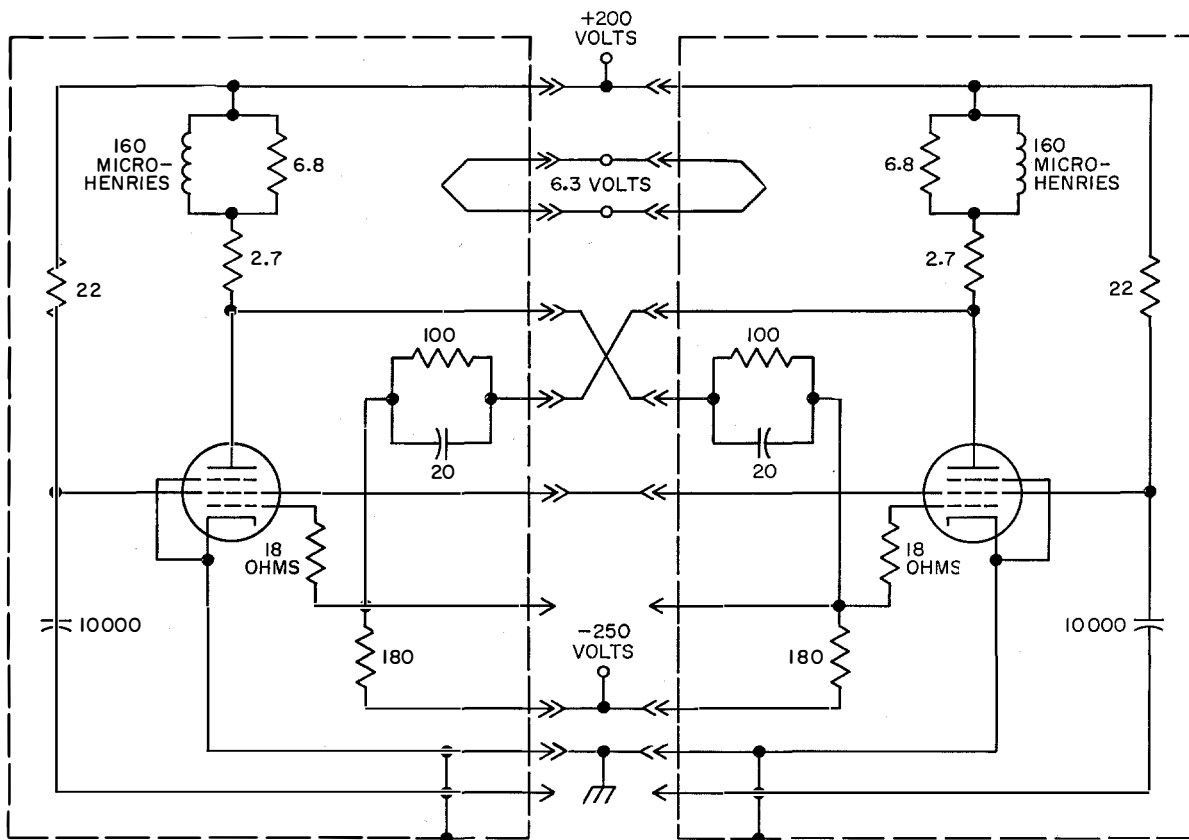 +200
VOLTS
160
MICRO-
HENRIES
6.8
6.3 VOLTS
6.8
160
MICRO-
HENRIES
2.7
2.7
22
22
100
100
20
20
18
OHMS
18
OHMS
10000
-250
VOLTS
10000
180
180